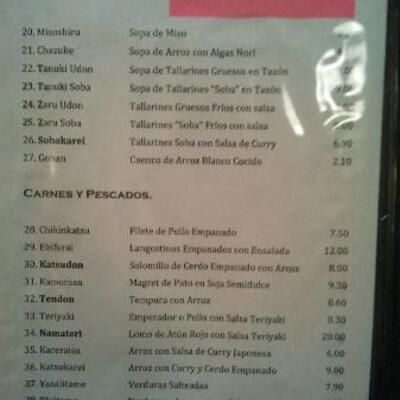 20. Misoshiru Sopa de Miso
21. Chazuke Sopa de Arroz con Algas Nori
22. Tanuki Udon Sopa de Tallarines Gruesos en Tazón
23. Tanuki Soba Sopa de Tallarines "Soba" en Tazón
24. Zaru Udon Tallarines Gruesos Frios con salsa
25. Zara Soba Tallarines "Soba" Frios con salsa
26. Sobakarei Tallarines Soba con Salsa de Curry 6.90
27. Gohan Cuenco de Arroz Blanco Cocido 2.10
CARNES Y PESCADOS.
28. Chikinkatsu Filete de Pollo Empanado 7.50
29. Ebifurai Langostinos Empanados con Ensalada 12.00
30. Katsudon Solomillo de Cerdo Empanado con Arroz 8.00
31. Kamorosu Magret de Pato en Soja Semidulce 9.30
32. Tendon Tempura con Arroz 8.60
33. Teriyaki Emperador o Pollo con Salsa Teriyaki 8.30
34. Namateri Lomo de Atún Rojo con Salsa Teriyaki 20.00
35. Kareraisu Arroz con Salsa de Curry Japonesa 6.00
36. Katsukarei Arroz con Curry y Cerdo Empanado 9.00
37. Yasaiitame Verduras Salteadas 7.90